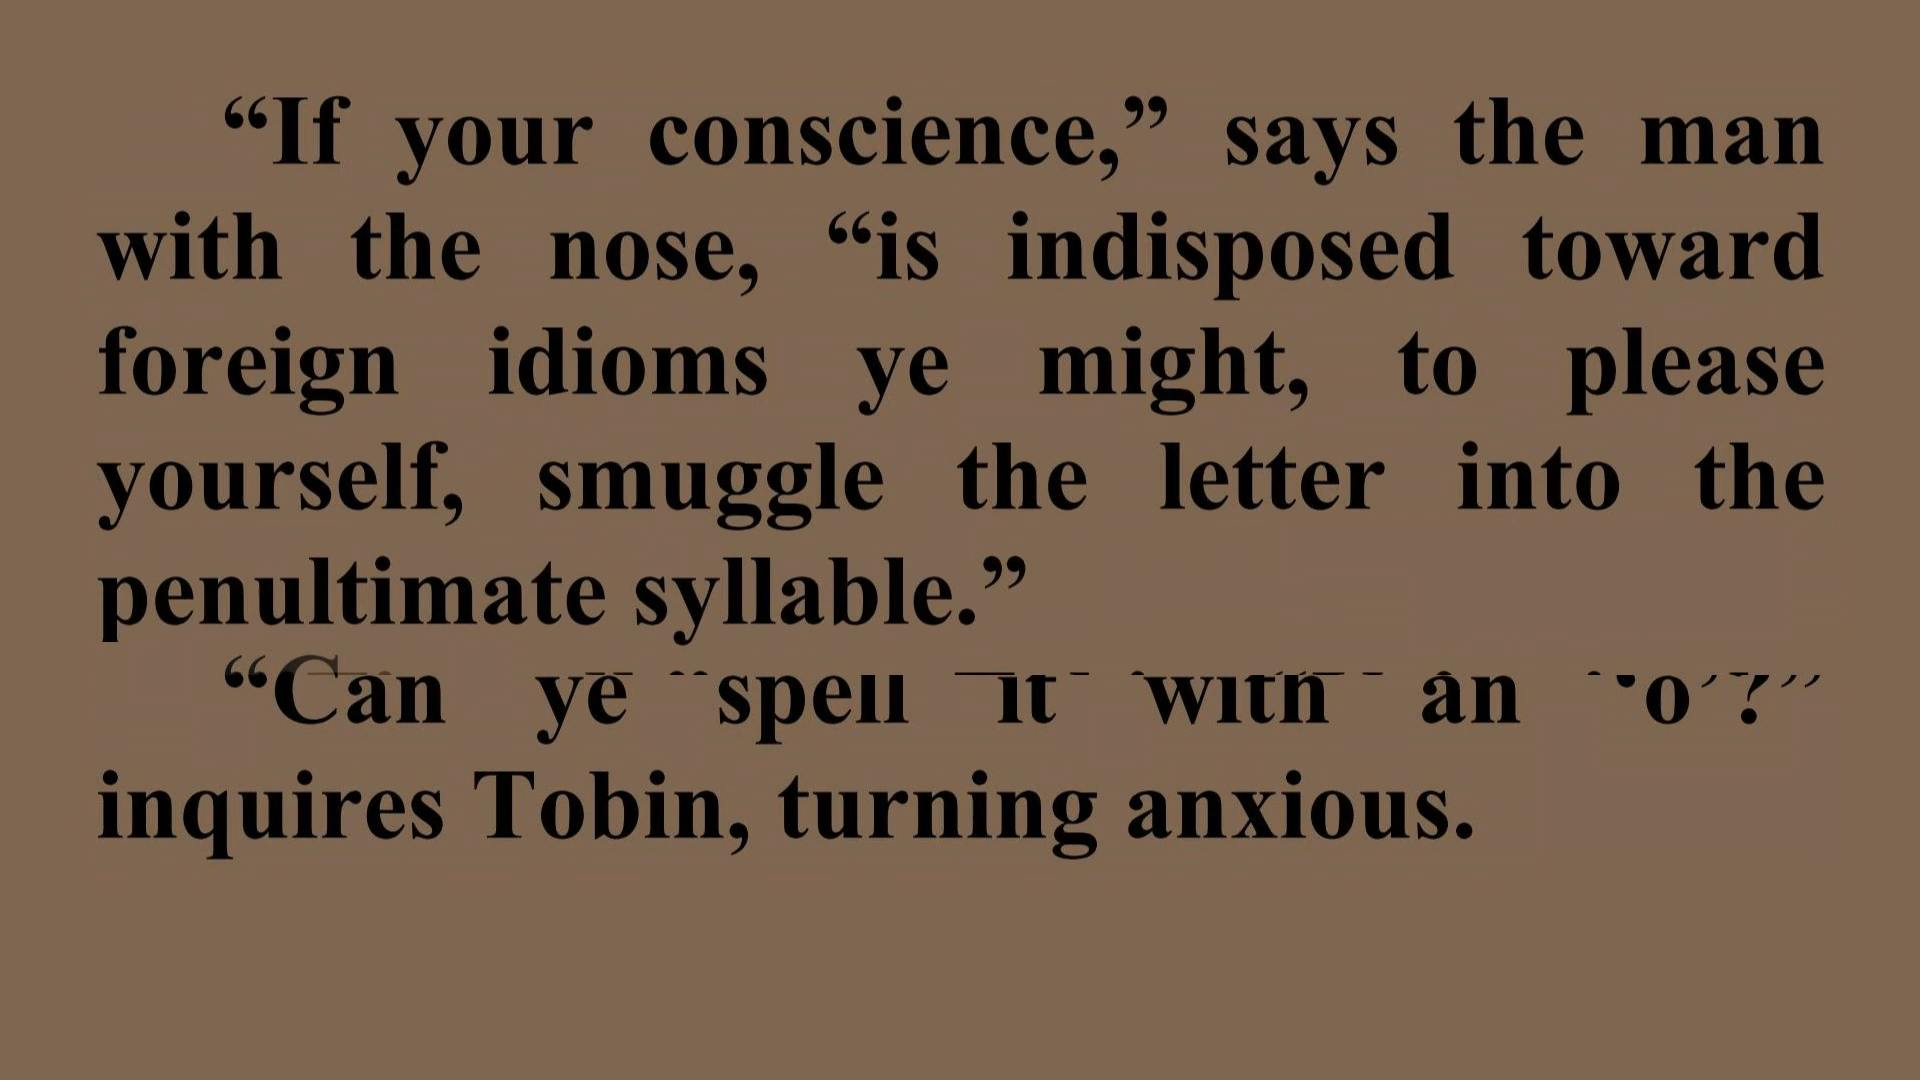 “If your conscience,” says the man
with the nose, “is indisposed toward
foreign idioms ye might, to please
yourself, smuggle the letter into the
penultimate syllable.”
“Can ye spell it with an ‘o’?”
inquires Tobin, turning anxious.